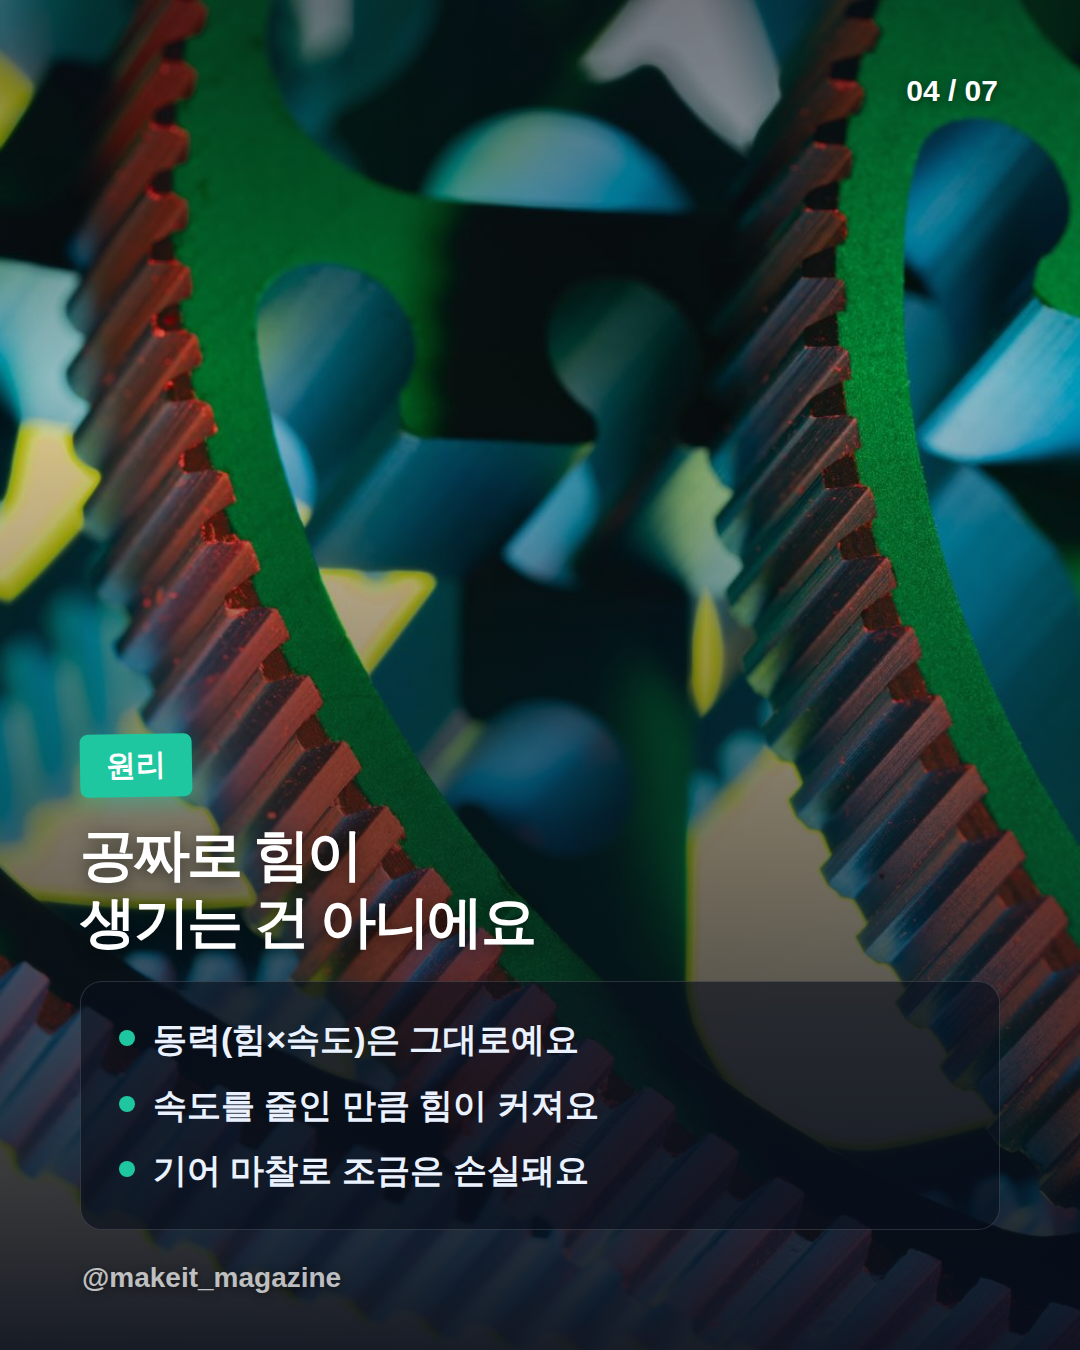 04 / 07
원리
공짜로 힘이
생기는 건 아니에요
동력(힘×속도)은 그대로예요
속도를 줄인 만큼 힘이 커져요
기어 마찰로 조금은 손실돼요
@makeit_magazine